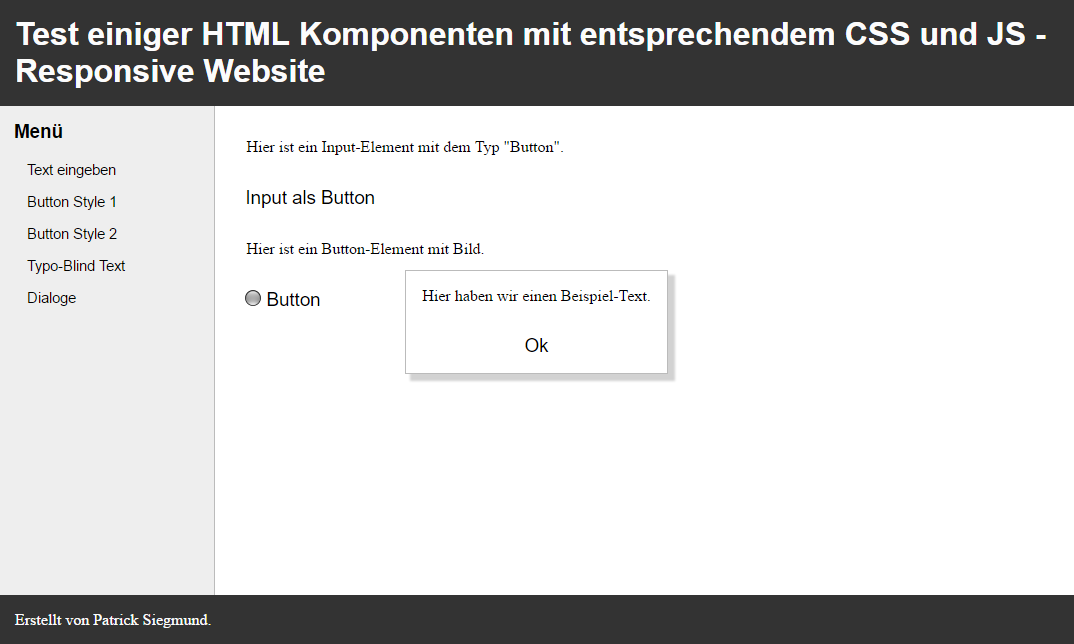 Test einiger HTML Komponenten mit entsprechendem CSS und JS -
Responsive Website
Menü
Text eingeben
Button Style 1
Button Style 2
Typo-Blind Text
Dialoge
Hier ist ein Input-Element mit dem Typ "Button".
Input als Button
Hier ist ein Button-Element mit Bild.
Button
Hier haben wir einen Beispiel-Text.
Ok
Erstellt von Patrick Siegmund.